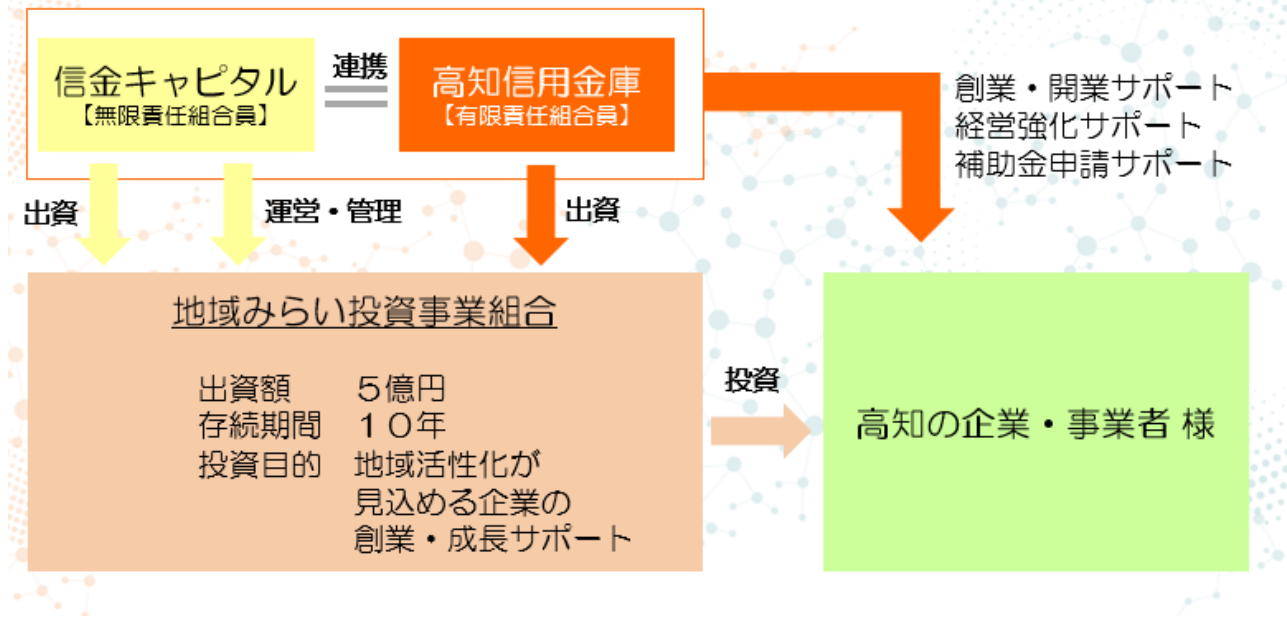 信金キャピタル
【無限責任組合員】
連携
高知信用金庫
【有限責任組合員】
創業・開業サポート
経営強化サポート
補助金申請サポート
出資
運営・管理
出資
地域みらい投資事業組合
出資額 5億円
存続期間 10年
投資目的 地域活性化が
見込める企業の
創業・成長サポート
投資
高知の企業・事業者 様